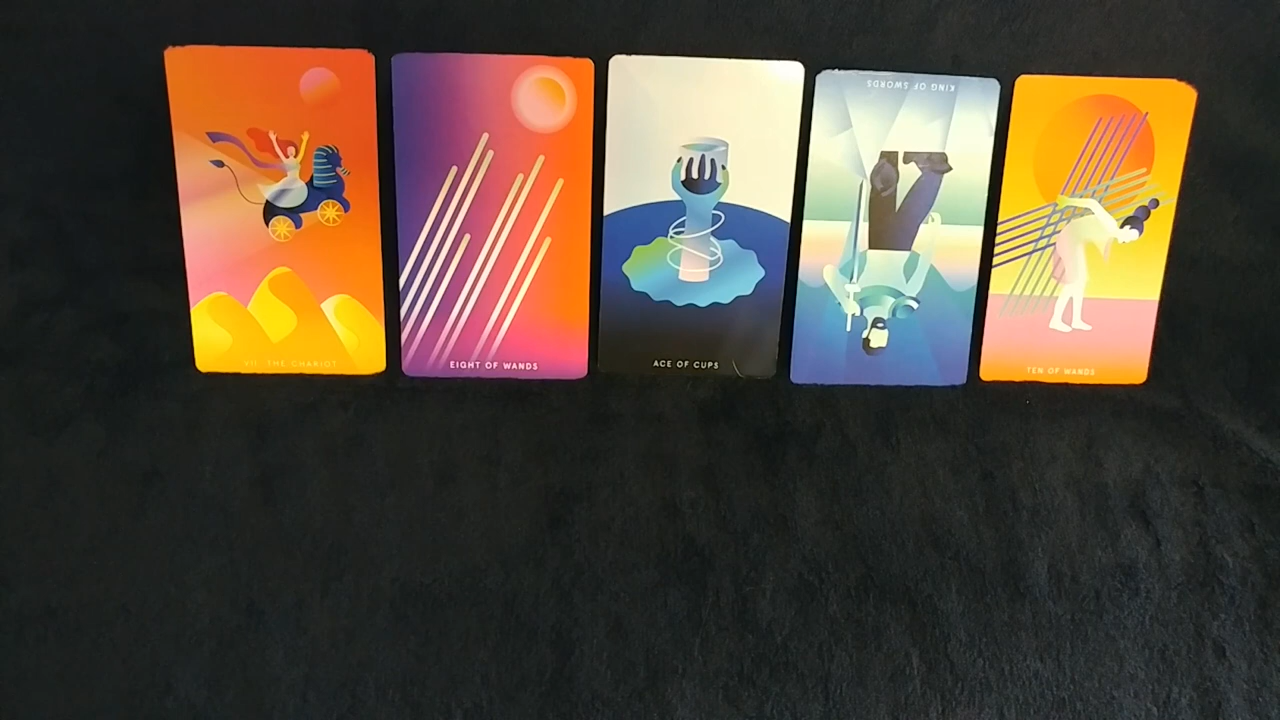 VII. THE CHARIOT
EIGHT OF WANDS
ACE OF CUPS
KING OF SWORDS
TEN OF WANDS